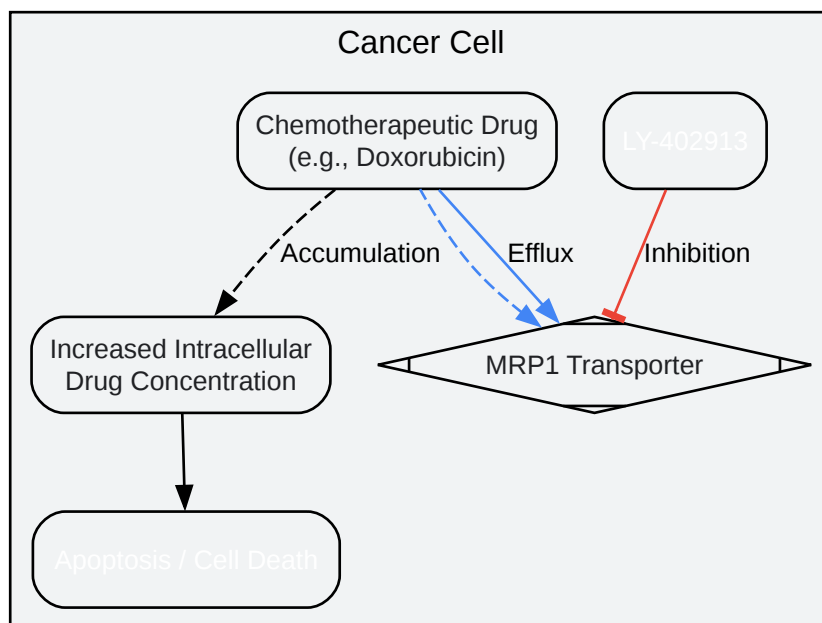 Cancer Cell
Chemotherapeutic Drug
(e.g., Doxorubicin)
LY-402913
Accumulation
Efflux
Inhibition
Increased Intracellular
Drug Concentration
MRP1 Transporter
Apoptosis / Cell Death